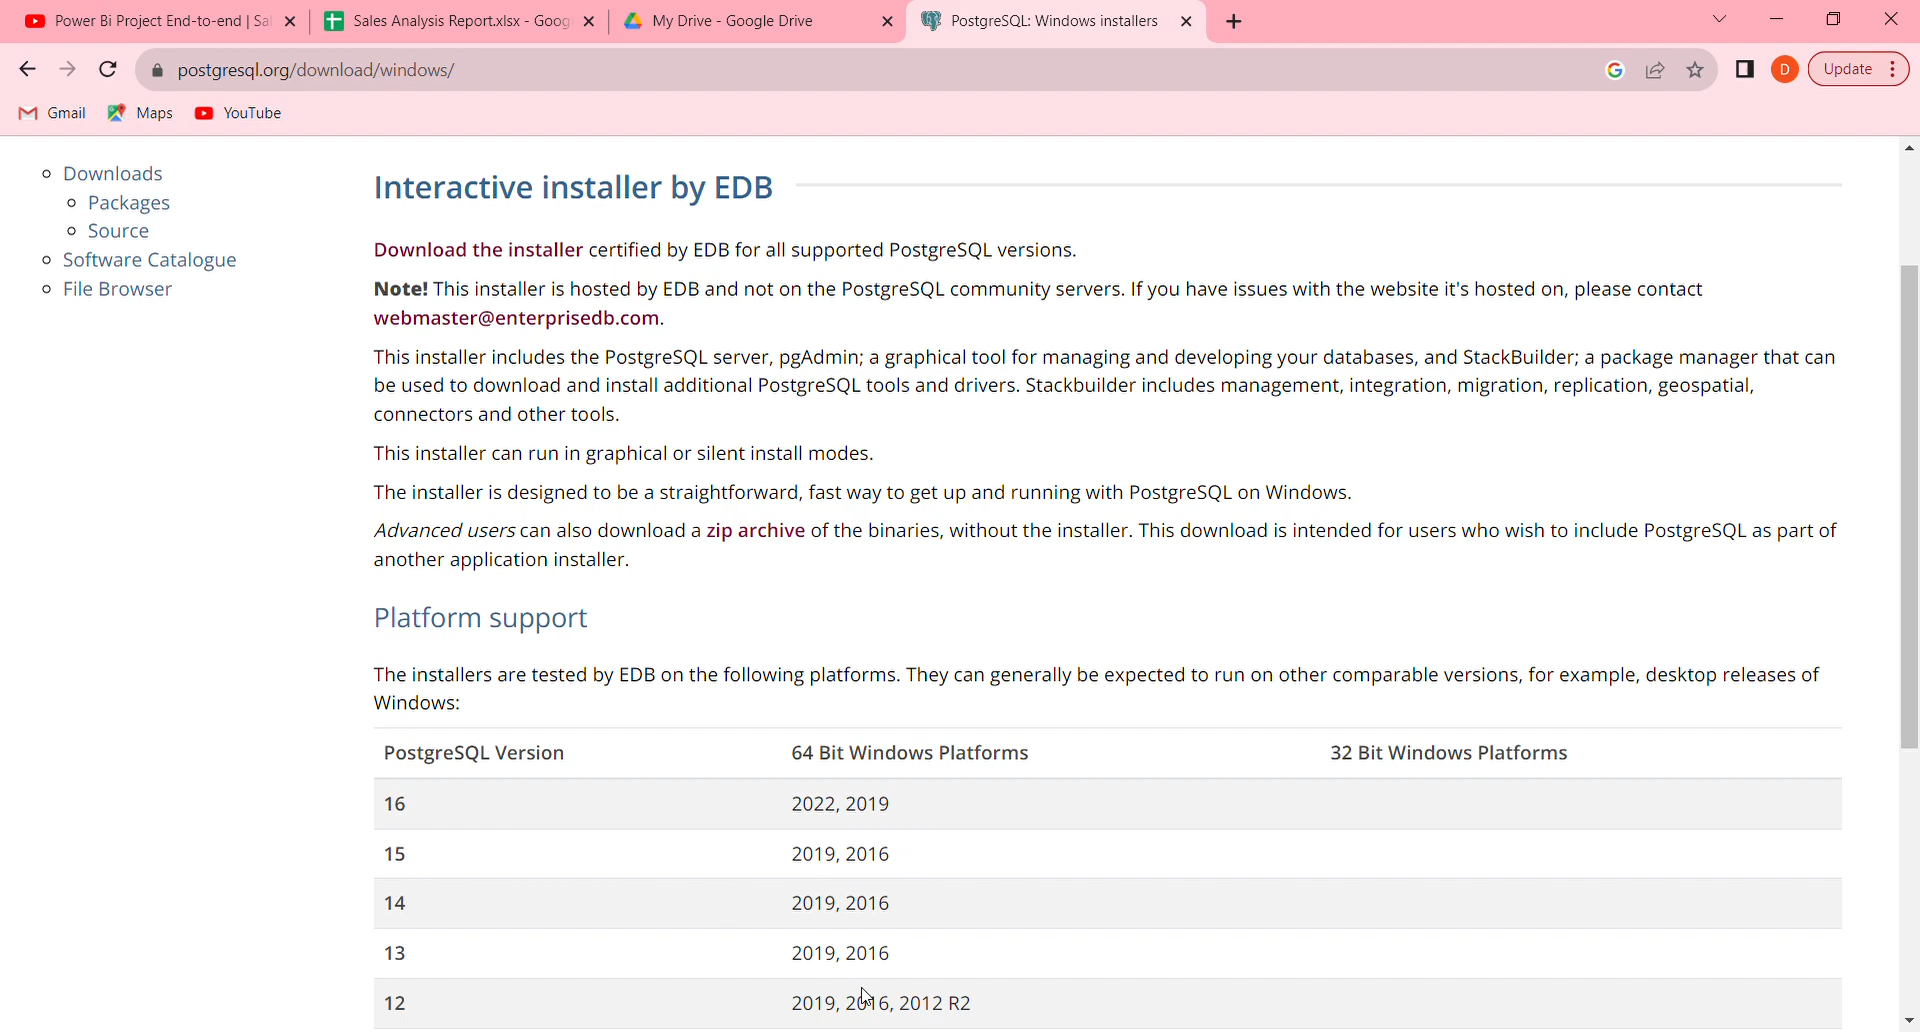 Power Bi Project End-to-end | Sal
Sales Analysis Report.xlsx - Goog
My Drive - Google Drive
PostgreSQL: Windows installers
postgresql.org/download/windows/
D
Update
Gmail
Maps
YouTube
Downloads
Packages
Source
Software Catalogue
File Browser
Interactive installer by EDB
Download the installer certified by EDB for all supported PostgreSQL versions.
Note! This installer is hosted by EDB and not on the PostgreSQL community servers. If you have issues with the website it's hosted on, please contact
webmaster@enterprisedb.com.
This installer includes the PostgreSQL server, pgAdmin; a graphical tool for managing and developing your databases, and StackBuilder; a package manager that can
be used to download and install additional PostgreSQL tools and drivers. Stackbuilder includes management, integration, migration, replication, geospatial,
connectors and other tools.
This installer can run in graphical or silent install modes.
The installer is designed to be a straightforward, fast way to get up and running with PostgreSQL on Windows.
Advanced users can also download a zip archive of the binaries, without the installer. This download is intended for users who wish to include PostgreSQL as part of
another application installer.
Platform support
The installers are tested by EDB on the following platforms. They can generally be expected to run on other comparable versions, for example, desktop releases of
Windows:
PostgreSQL Version 64 Bit Windows Platforms 32 Bit Windows Platforms
16 2022, 2019
15 2019, 2016
14 2019, 2016
13 2019, 2016
12 2019, 2016, 2012 R2